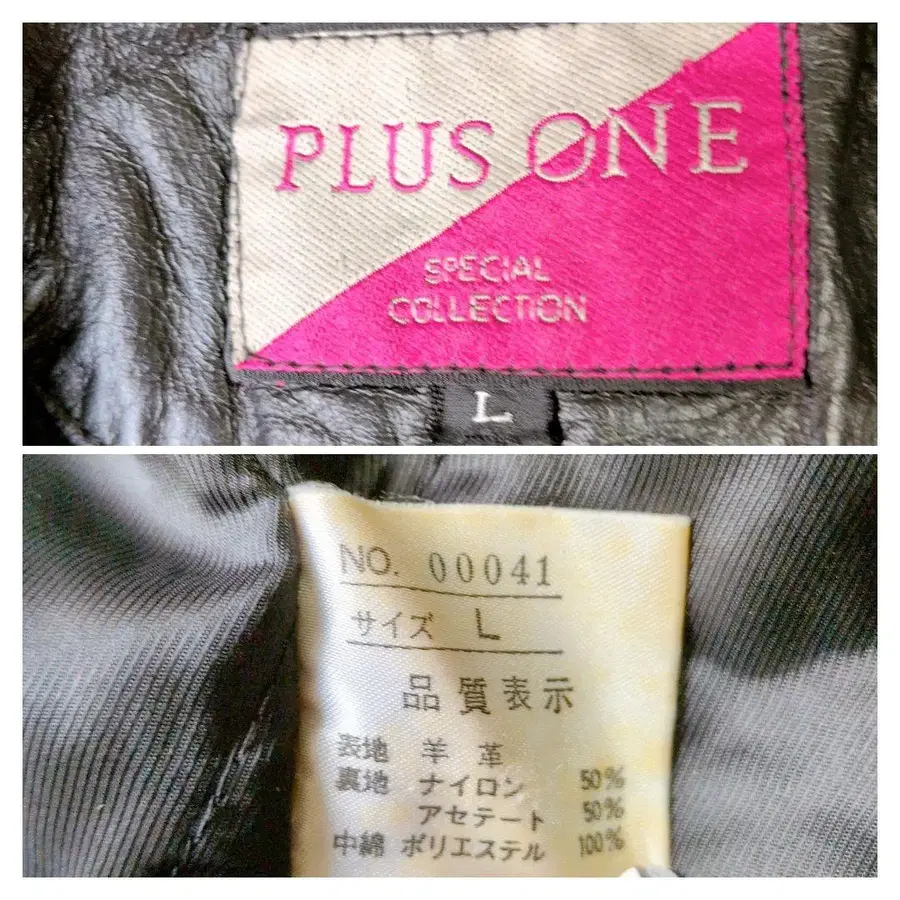 PLUS ONE
SPECIAL
COLLECTION
L
NO. 00041
サイズ L
品質表示
表地 羊革
裏地 ナイロン 50%
アセテート 50%
中綿 ポリエステル 100%